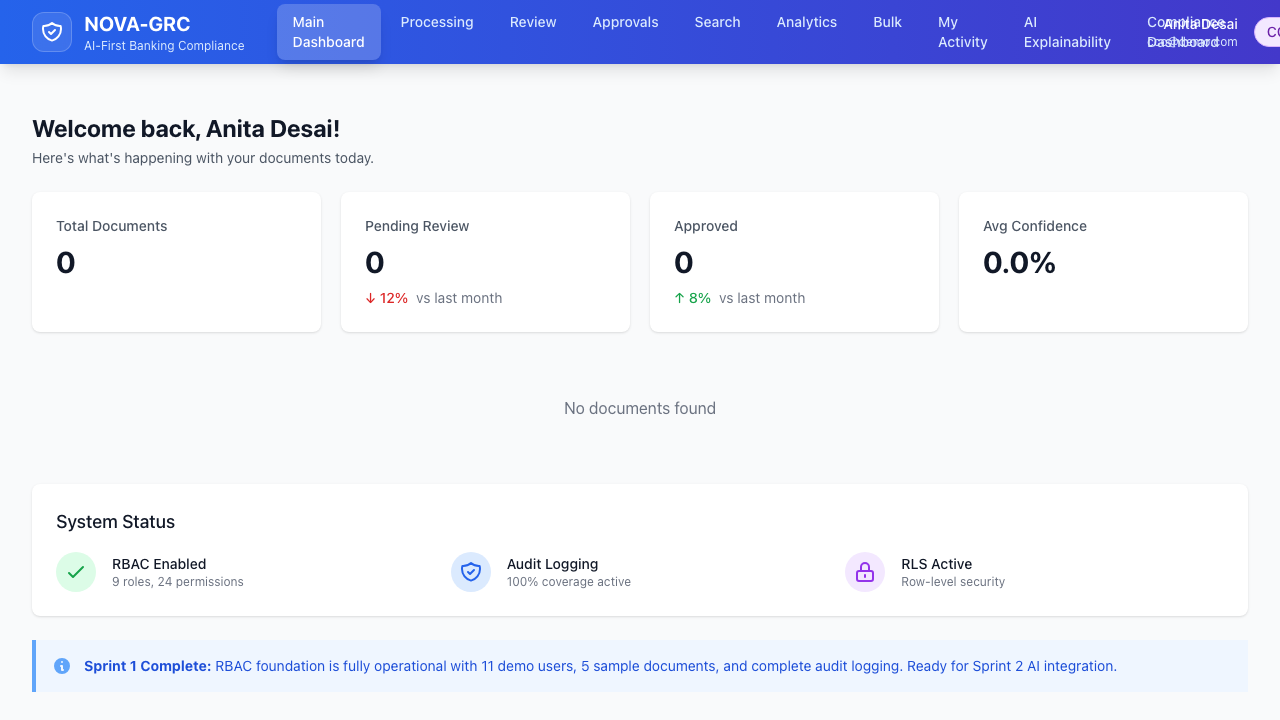 NOVA-GRC
AI-First Banking Compliance
Main
Dashboard
Processing
Review
Approvals
Search
Analytics
Bulk
My
Activity
AI
Explainability
Compliance
Dashboard
Anita Desai
Welcome back, Anita Desai!
Here's what's happening with your documents today.
Total Documents
0
Pending Review
0
↓ 12% vs last month
Approved
0
↑ 8% vs last month
Avg Confidence
0.0%
No documents found
System Status
RBAC Enabled
9 roles, 24 permissions
Audit Logging
100% coverage active
RLS Active
Row-level security
Sprint 1 Complete: RBAC foundation is fully operational with 11 demo users, 5 sample documents, and complete audit logging. Ready for Sprint 2 AI integration.